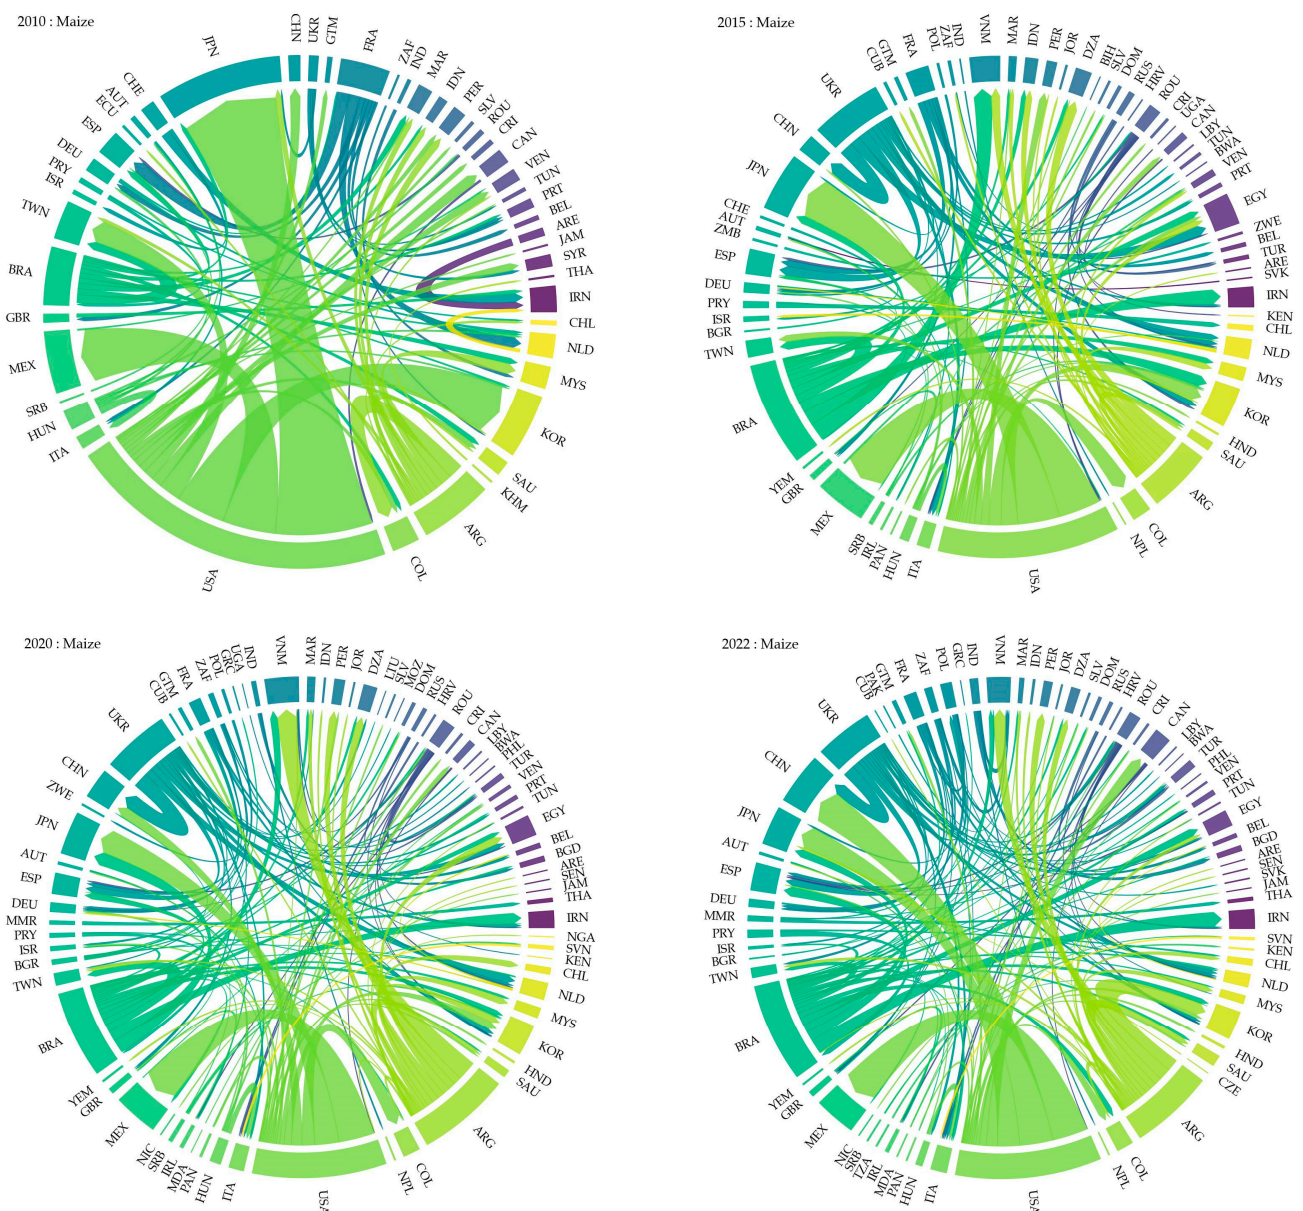 2010 : Maize
JPN
CHN
UKR
GTM
FRA
ZAF
IND
MAR
IDN
PER
SLV
ROU
CRI
CAN
VEN
TUN
PRT
BEL
ARE
JAM
SYR
THA
IRN
CHL
NLD
MYS
KOR
SAU
KHM
ARG
COL
USA
ITA
HUN
SRB
MEX
GBR
BRA
TWN
ISR
PRY
DEU
ESP
ECU
AUT
CHE
2015 : Maize
UKR
CUB
GTM
FRA
POL
ZAF
IND
VNM
MAR
IDN
PER
JOR
DZA
BIH
SLV
DOM
RUS
HRV
ROU
CRI
UGA
CAN
LBY
TUN
BWA
VEN
PRT
EGY
ZWE
BEL
TUR
ARE
SVK
IRN
KEN
CHL
NLD
MYS
KOR
HND
SAU
ARG
COL
NPL
USA
ITA
HUN
PAN
IRL
SRB
MEX
GBR
YEM
BRA
TWN
BGR
ISR
PRY
DEU
ESP
ZMB
AUT
CHE
JPN
CHN
2020 : Maize
UKR
CUB
GTM
FRA
ZAF
POL
GRC
UGA
IND
VNM
MAR
IDN
PER
JOR
DZA
LTU
SLV
MOZ
DOM
RUS
HRV
ROU
CRI
CAN
LBY
BWA
PHL
TUR
VEN
PRT
TUN
EGY
BEL
BGD
ARE
SEN
JAM
THA
IRN
NGA
SVN
KEN
CHL
NLD
MYS
KOR
HND
SAU
ARG
COL
NPL
USA
ITA
HUN
PAN
MDA
IRL
SRB
NIC
MEX
GBR
YEM
BRA
TWN
BGR
ISR
PRY
MMR
DEU
ESP
AUT
JPN
ZWE
CHN
2022 : Maize
UKR
CUB
PAK
GTM
FRA
ZAF
POL
GRC
IND
VNM
MAR
IDN
PER
JOR
DZA
SLV
DOM
RUS
HRV
ROU
CRI
CAN
LBY
BWA
TUR
PHL
VEN
PRT
TUN
EGY
BEL
BGD
ARE
SEN
SVK
JAM
THA
IRN
SVN
KEN
CHL
NLD
MYS
KOR
HND
SAU
CZE
ARG
COL
NPL
USA
ITA
HUN
PAN
MDA
IRL
TZA
SRB
NIC
MEX
GBR
YEM
BRA
TWN
BGR
ISR
PRY
MMR
DEU
ESP
AUT
JPN
CHN